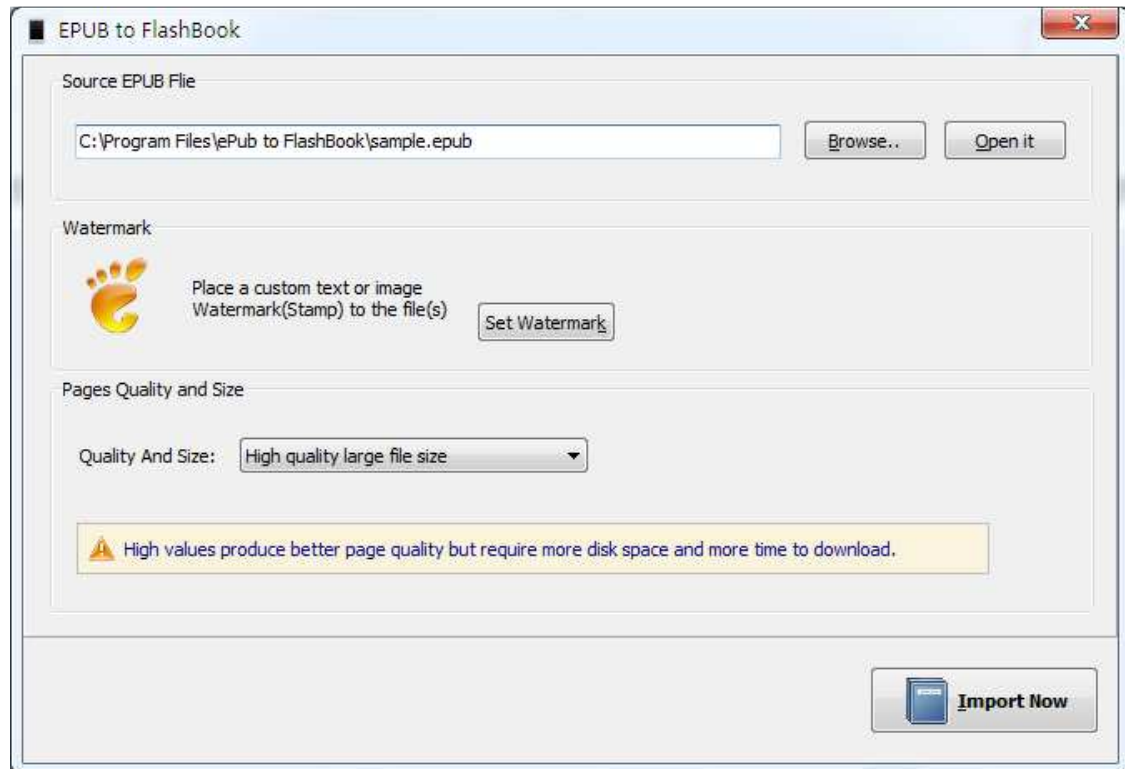 EPUB to FlashBook
Source EPUB Flie
C:\Program Files\ePub to FlashBook\sample.epub
Browse..
Open it
Watermark
Place a custom text or image
Watermark(Stamp) to the file(s)
Set Watermark
Pages Quality and Size
Quality And Size:
High quality large file size
High values produce better page quality but require more disk space and more time to download.
Import Now